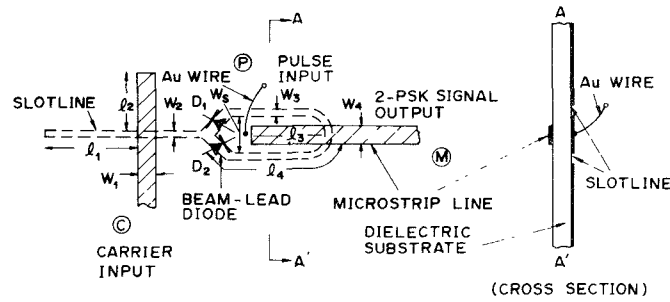 A
A
P
PULSE
INPUT
Au WIRE
Au WIRE
D1
WS
W3
W2
W4
ℓ2
2-PSK SIGNAL
OUTPUT
SLOTLINE
ℓ3
ℓ1
M
D2
ℓ4
W1
BEAM-LEAD
DIODE
SLOTLINE
MICROSTRIP LINE
C
CARRIER
INPUT
DIELECTRIC
SUBSTRATE
A'
A'
(CROSS SECTION)